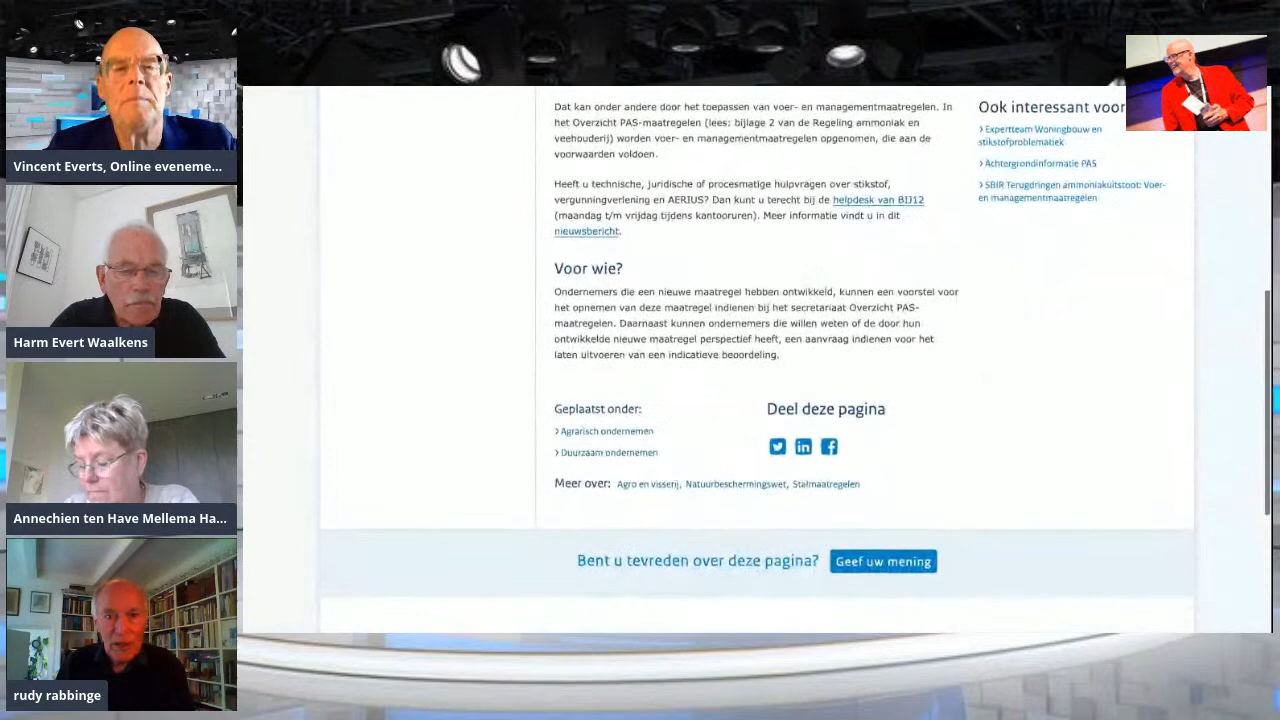 Vincent Everts, Online eveneme...
Harm Evert Waalkens
Annechien ten Have Mellema Ha...
rudy rabbinge
Dat kan onder andere door het toepassen van voer- en managementmaatregelen. In
het Overzicht PAS-maatregelen (lees: bijlage 2 van de Regeling ammoniak en
veehouderij) worden voer- en managementmaatregelen opgenomen, die aan de
voorwaarden voldoen.
Heeft u technische, juridische of procesmatige hulpvragen over stikstof,
vergunningverlening en AERIUS? Dan kunt u terecht bij de helpdesk van BIJ12
(maandag t/m vrijdag tijdens kantooruren). Meer informatie vindt u in dit
nieuwsbericht.
Voor wie?
Ondernemers die een nieuwe maatregel hebben ontwikkeld, kunnen een voorstel voor
het opnemen van deze maatregel indienen bij het secretariaat Overzicht PAS-
maatregelen. Daarnaast kunnen ondernemers die willen weten of de door hun
ontwikkelde nieuwe maatregel perspectief heeft, een aanvraag indienen voor het
laten uitvoeren van een indicatieve beoordeling.
Geplaatst onder:
› Agrarisch ondernemen
› Duurzaam ondernemen
Deel deze pagina
Meer over: Agro en visserij, Natuurbeschermingswet, Stalmaatregelen
Bent u tevreden over deze pagina? Geef uw mening
Ook interessant voor
› Expertteam Woningbouw en
stikstofproblematiek
› Achtergrondinformatie PAS
› SBIR Terugdringen ammoniakuitstoot: Voer-
en managementmaatregelen